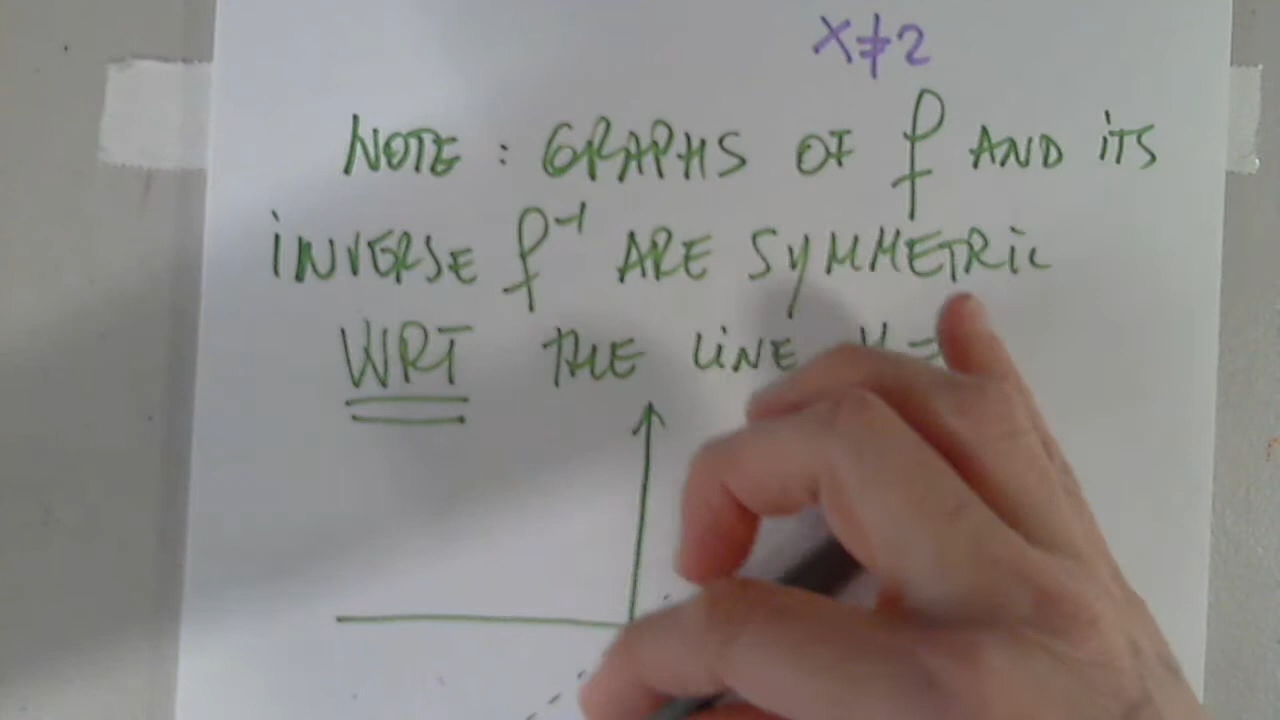 X≠2
NOTE : GRAPHS OF f AND iTS
iNVERSE f⁻¹ ARE SYMMETRiC
WRT THE LiNE y =